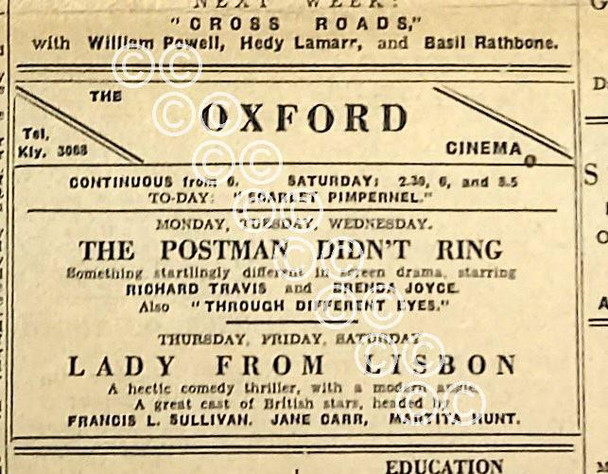 NEXT WEEK:
"CROSS ROADS,"
with William Powell, Hedy Lamarr, and Basil Rathbone.
THE
OXFORD
Tel,
Kly. 3068
CINEMA
CONTINUOUS from 6. SATURDAY: 2.30, 6, and 8.5
TO-DAY: "SCARLET PIMPERNEL."
MONDAY, TUESDAY, WEDNESDAY.
THE POSTMAN DIDN'T RING
Something startlingly different in screen drama, starring
RICHARD TRAVIS and BRENDA JOYCE.
Also "THROUGH DIFFERENT EYES."
THURSDAY, FRIDAY, SATURDAY
LADY FROM LISBON
A hectic comedy thriller, with a modern angle.
A great cast of British stars, headed by
FRANCIS L. SULLIVAN. JANE CARR, MARTITA HUNT.
EDUCATION